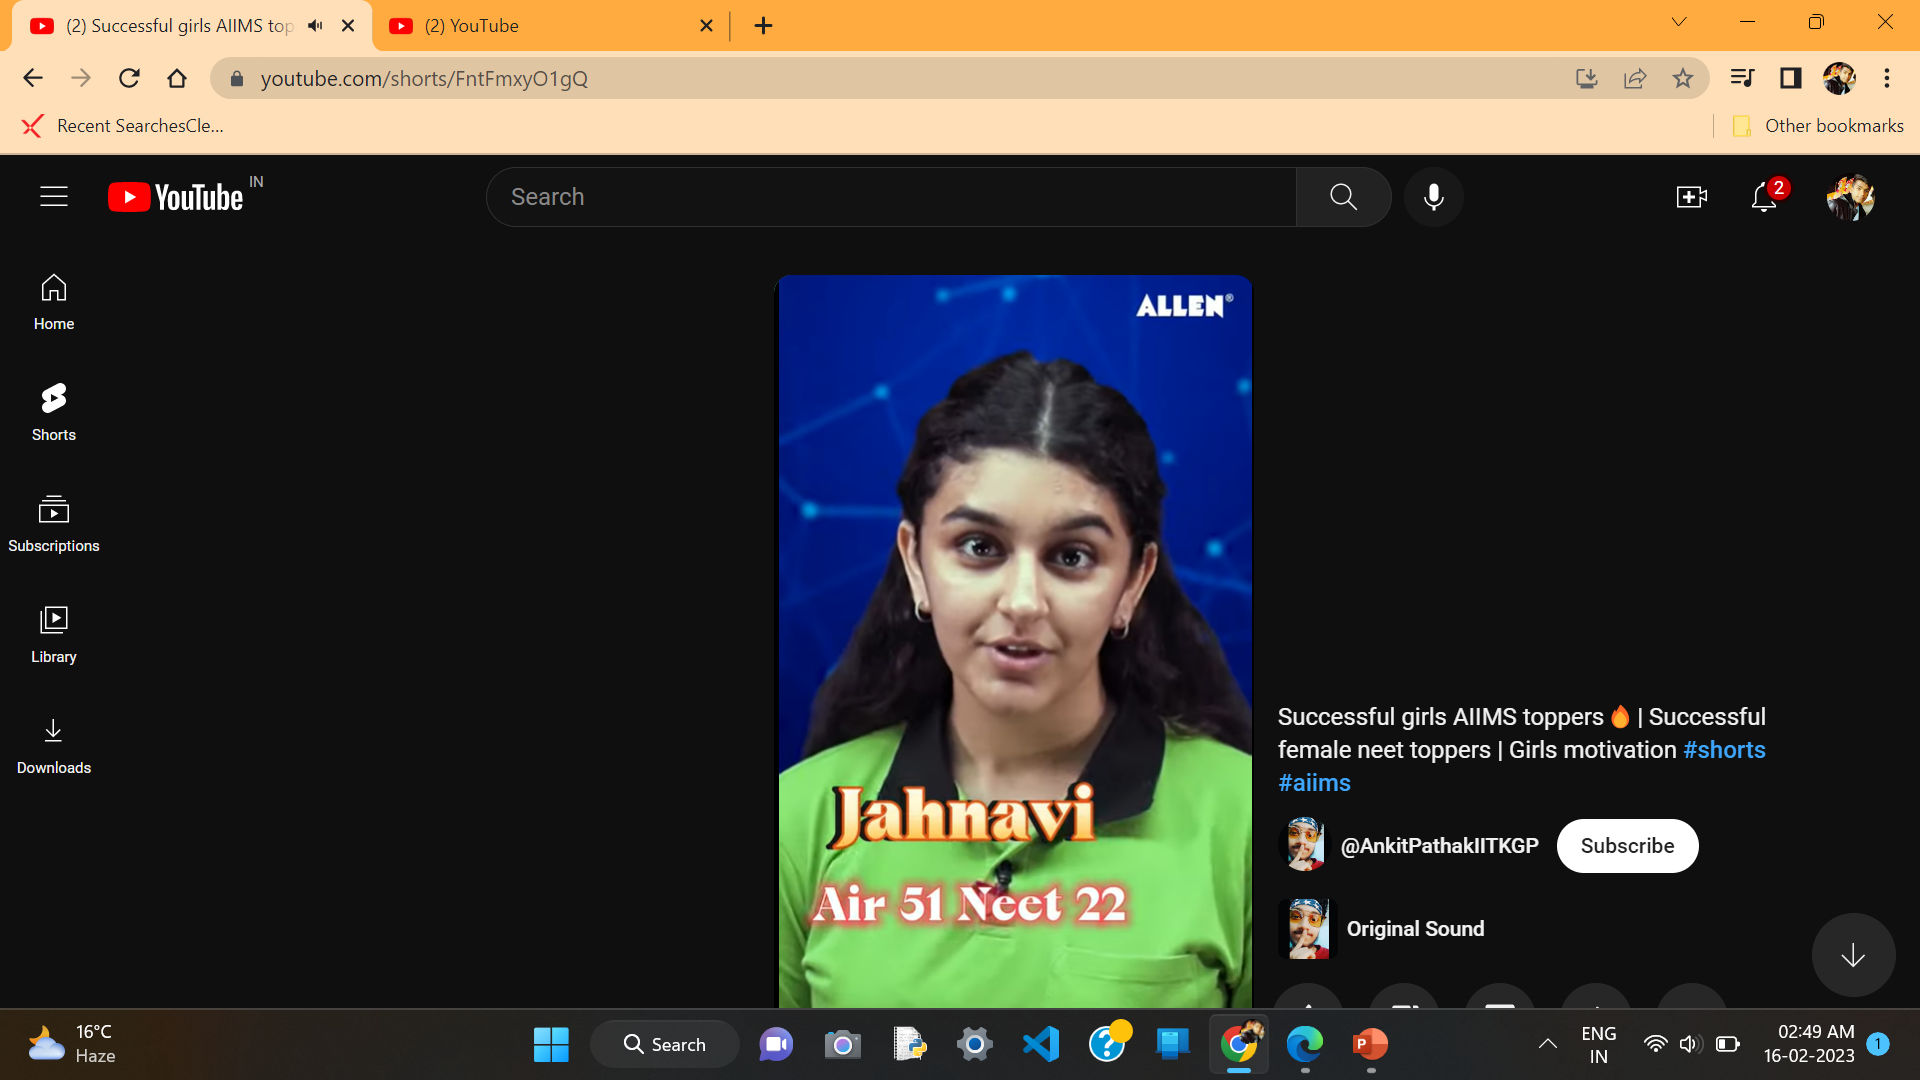 (2) Successful girls AIIMS top
(2) YouTube
youtube.com/shorts/FntFmxyO1gQ
Recent SearchesCle...
Other bookmarks
YouTube IN
Search
2
Home
Shorts
Subscriptions
Library
Downloads
ALLEN®
Jahnavi
Air 51 Neet 22
Successful girls AIIMS toppers🔥 | Successful
female neet toppers | Girls motivation #shorts
#aiims
@AnkitPathakIITKGP
Subscribe
Original Sound
16°C
Haze
Search
ENG
IN
02:49 AM
16-02-2023
1